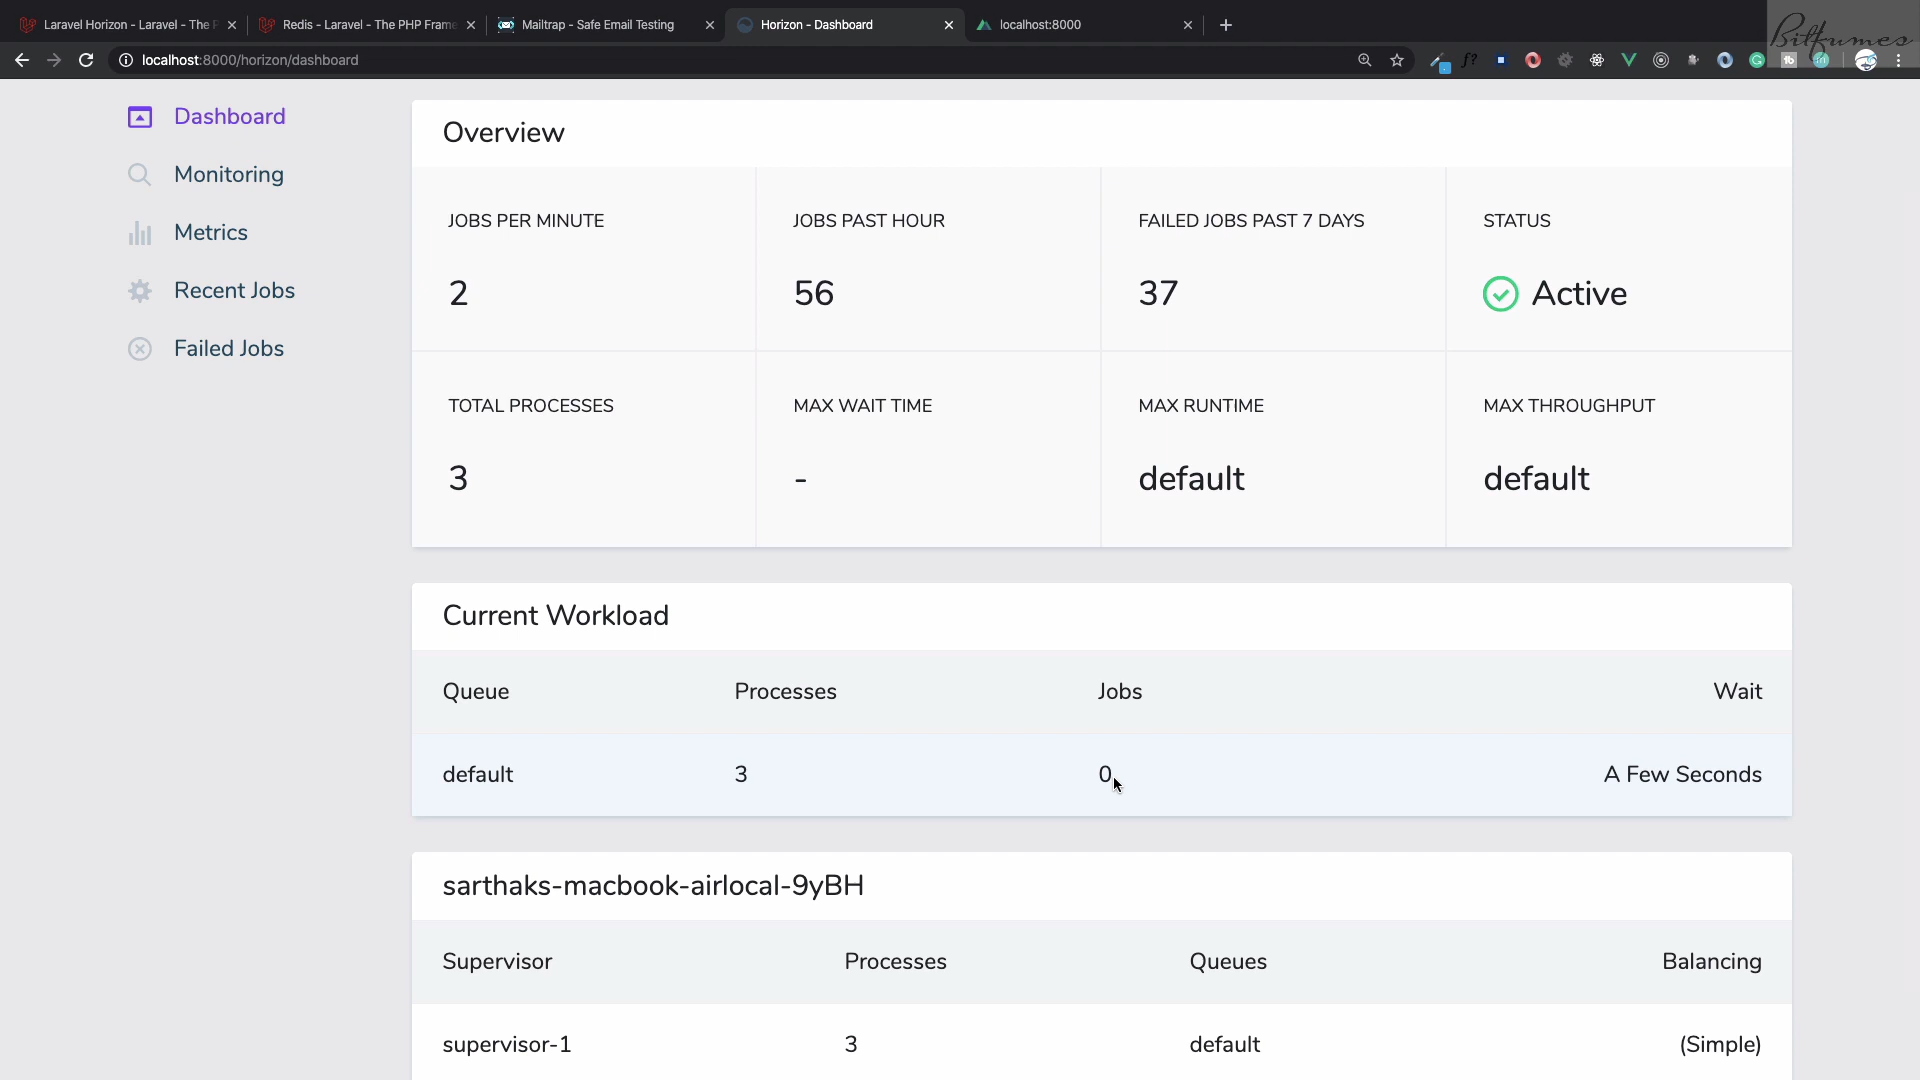 Laravel Horizon - Laravel - The P
Redis - Laravel - The PHP Frame
Mailtrap - Safe Email Testing
Horizon - Dashboard
localhost:8000
Bitfumes
localhost:8000/horizon/dashboard
f?
Dashboard
Monitoring
Metrics
Recent Jobs
Failed Jobs
Overview
JOBS PER MINUTE
JOBS PAST HOUR
FAILED JOBS PAST 7 DAYS
STATUS
2
56
37
Active
TOTAL PROCESSES
MAX WAIT TIME
MAX RUNTIME
MAX THROUGHPUT
3
-
default
default
Current Workload
Queue Processes Jobs Wait
default 3 0 A Few Seconds
sarthaks-macbook-airlocal-9yBH
Supervisor Processes Queues Balancing
supervisor-1 3 default (Simple)